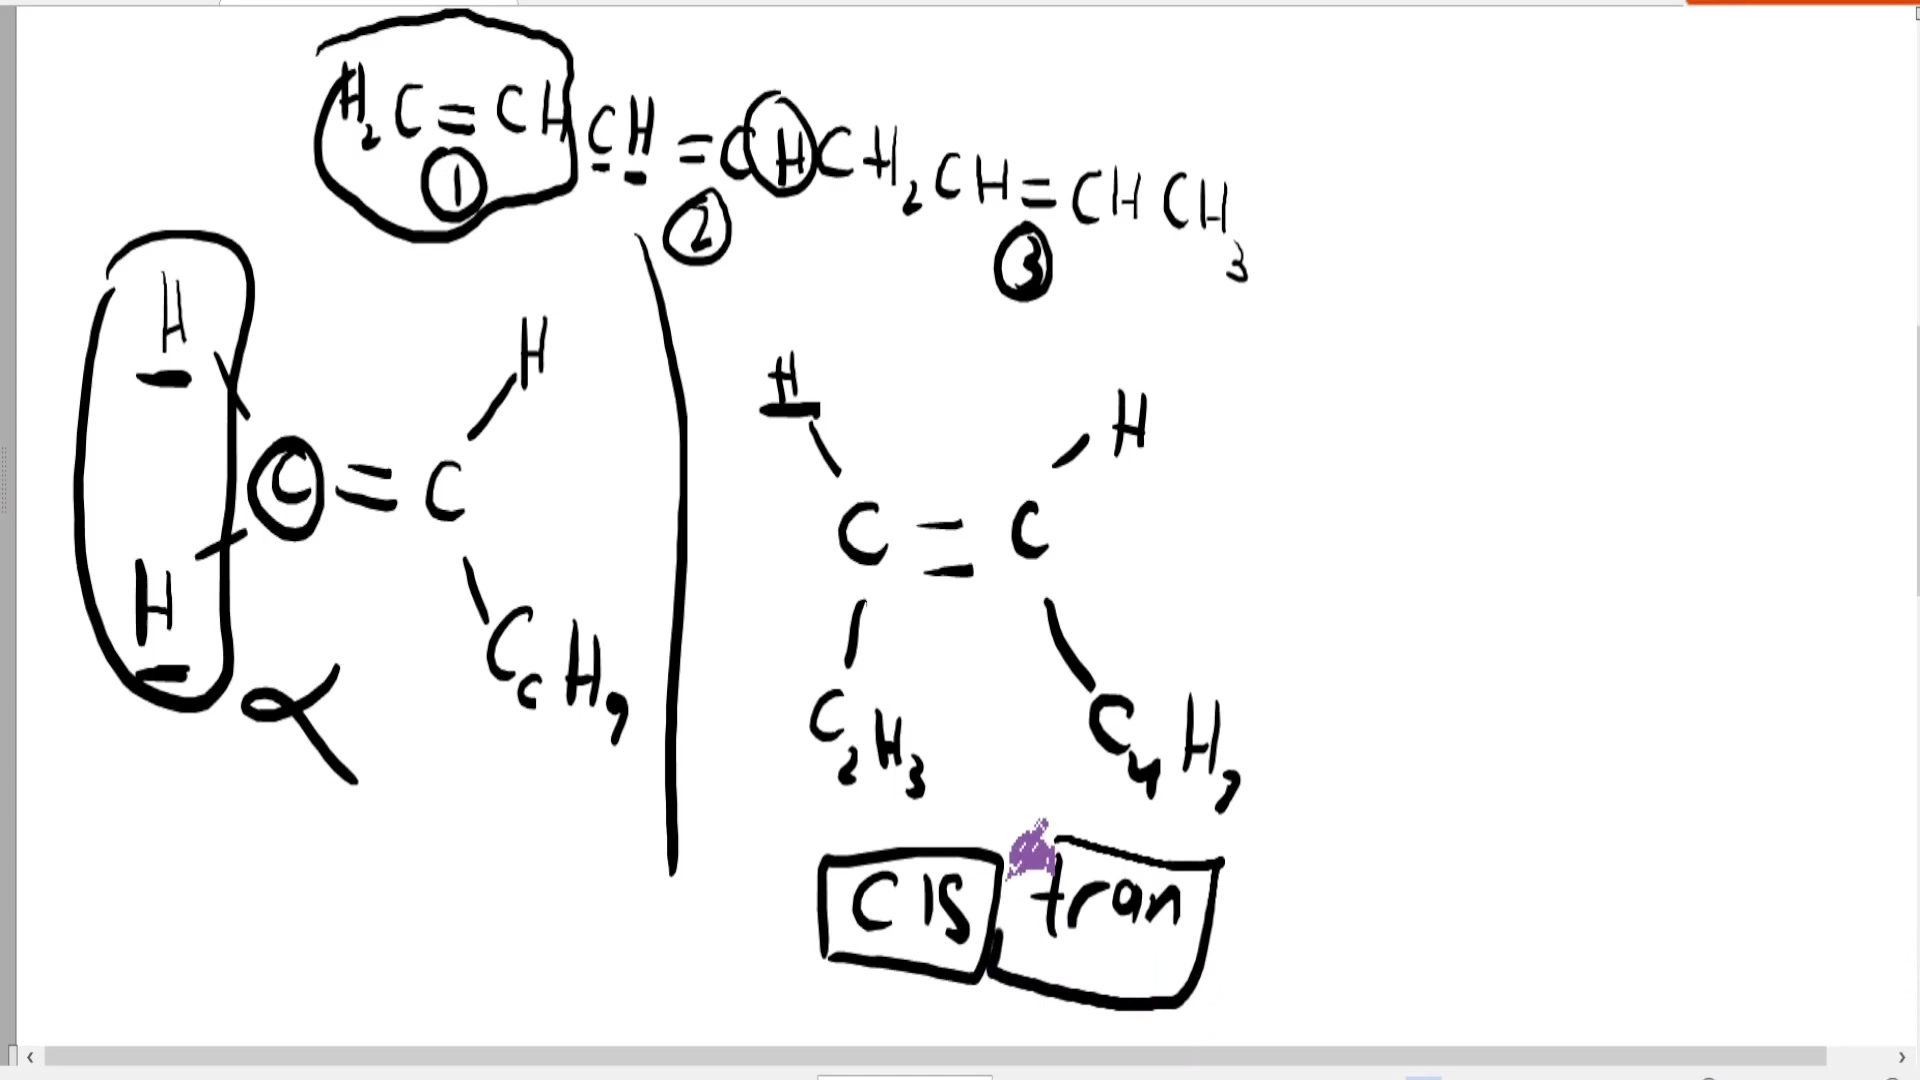 H₂C=CHCH=CHCH₂CH=CHCH₃
1 2 3
H H
C=C
H C₆H₉
H H
C=C
C₂H₃ C₄H₇
CIS tran